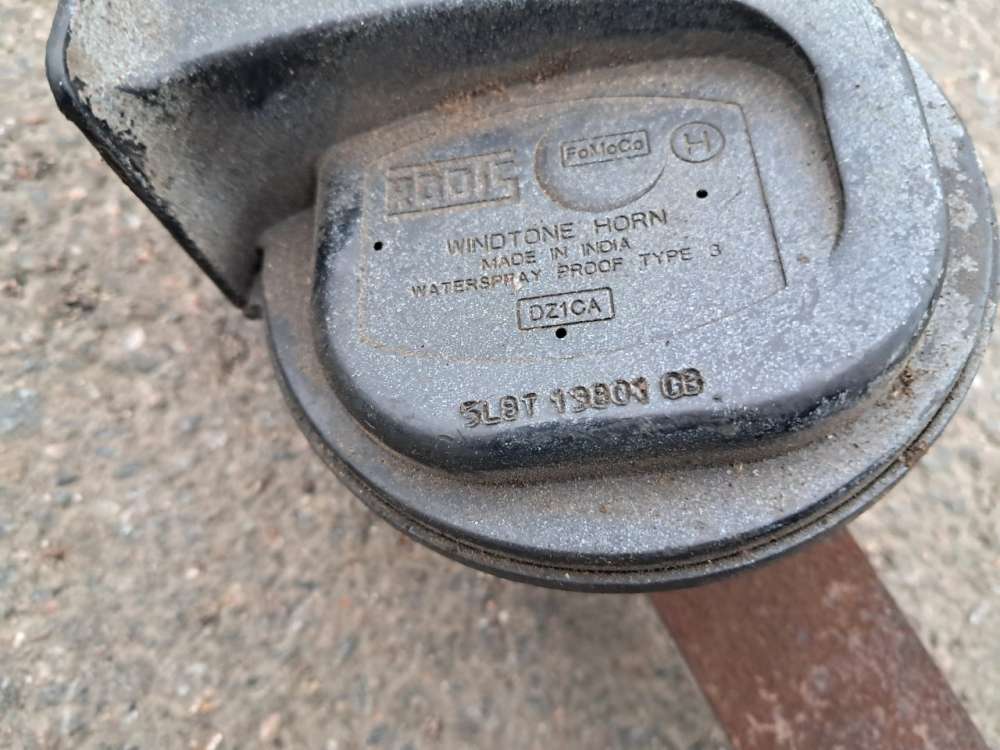 ROOTS
FoMoCo
H
WINDTONE HORN
MADE IN INDIA
WATERSPRAY PROOF TYPE 3
DZ1CA
5L8T 13801 GB